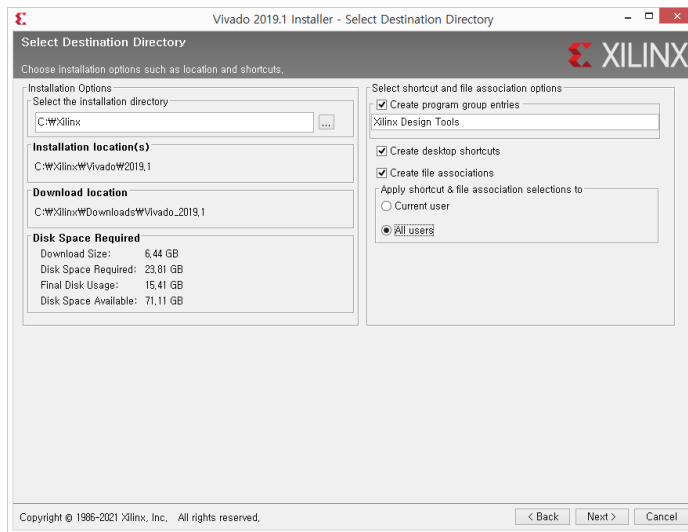 Vivado 2019.1 Installer - Select Destination Directory
Select Destination Directory
Choose installation options such as location and shortcuts.
XILINX
Installation Options
Select the installation directory
C:₩Xilinx
...
Installation location(s)
C:₩Xilinx₩Vivado₩2019.1
Download location
C:₩Xilinx₩Downloads₩Vivado_2019.1
Disk Space Required
Download Size: 6,44 GB
Disk Space Required: 23,81 GB
Final Disk Usage: 15,41 GB
Disk Space Available: 71,11 GB
Select shortcut and file association options
Create program group entries
Xilinx Design Tools
Create desktop shortcuts
Create file associations
Apply shortcut & file association selections to
Current user
All users
Copyright © 1986-2021 Xilinx, Inc. All rights reserved.
< Back Next > Cancel